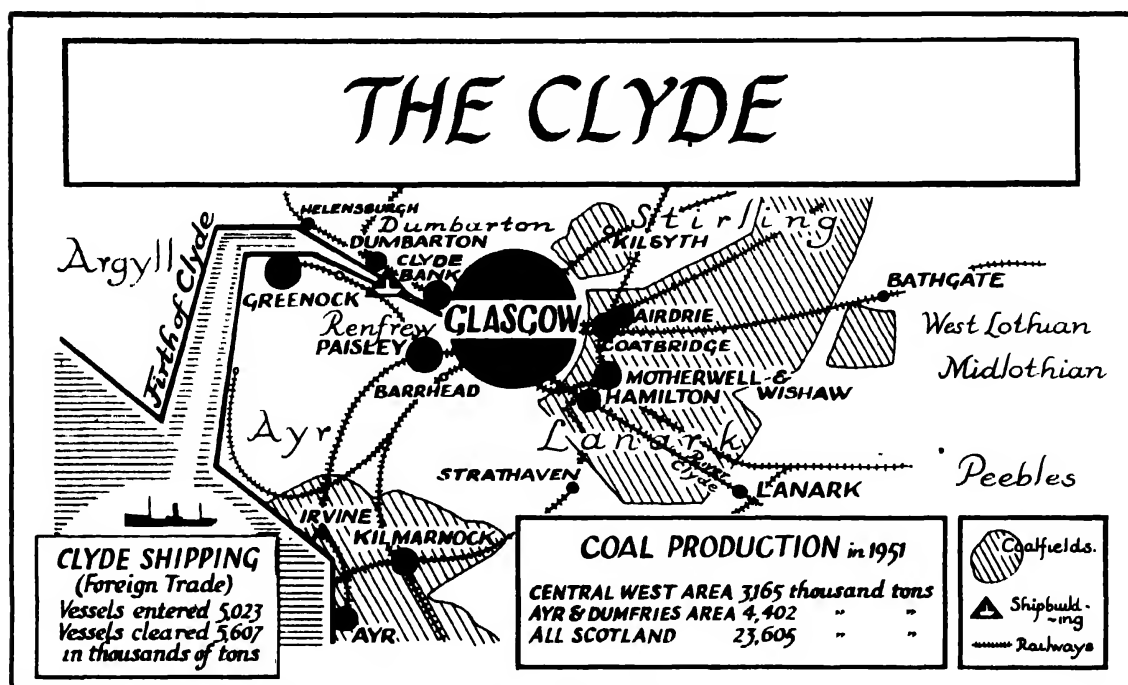 THE CLYDE
HELENSBURGH
Dumbarton
DUMBARTON
CLYDE
BANK
Stirling
KILSYTH
Argyll
Firth of Clyde
GREENOCK
GLASGOW
BATHGATE
Renfrew
PAISLEY
AIRDRIE
COATBRIDGE
West Lothian
Midlothian
BARRHEAD
MOTHERWELL &
WISHAW
HAMILTON
Ayr
Lanark
River
Clyde
STRATHAVEN
LANARK
Peebles
IRVINE
KILMARNOCK
AYR
CLYDE SHIPPING
(Foreign Trade)
Vessels entered 5,023
Vessels cleared 5,607
in thousands of tons
COAL PRODUCTION in 1951
CENTRAL WEST AREA 3,165 thousand tons
AYR & DUMFRIES AREA 4,402 " "
ALL SCOTLAND 23,605 " "
Coalfields.
Shipbuild-
-ing
Railways